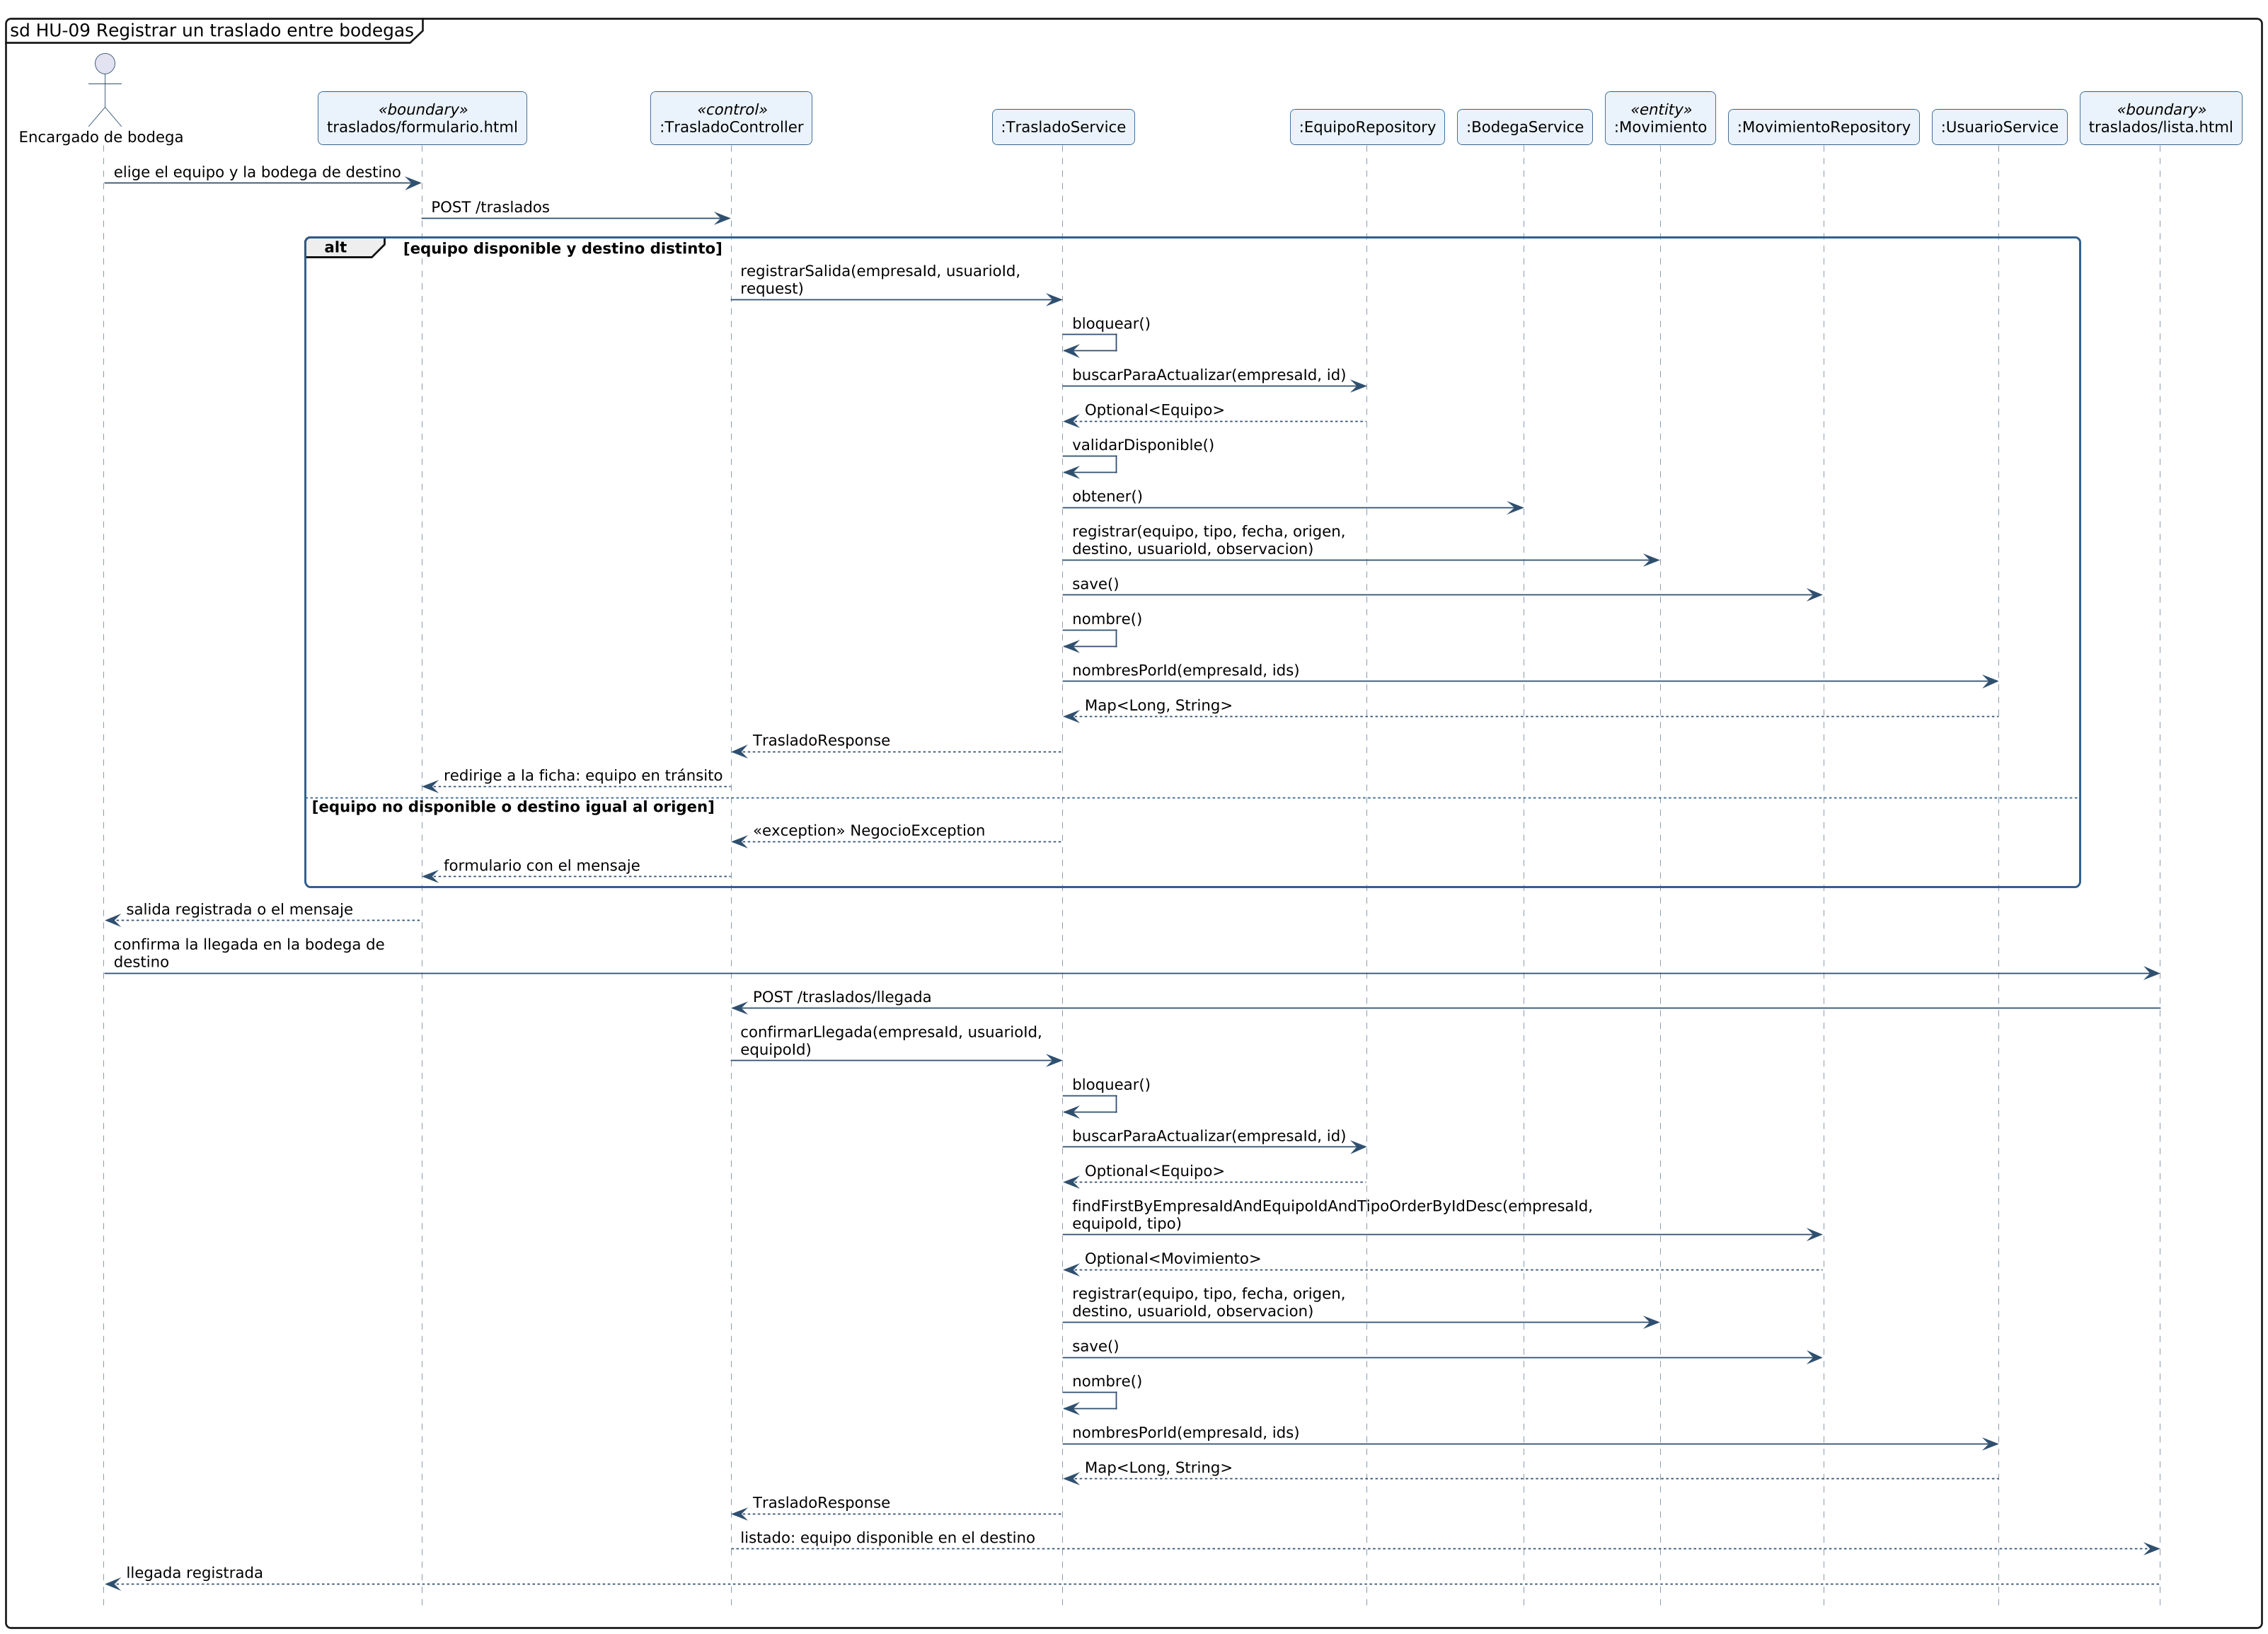 sd HU-09 Registrar un traslado entre bodegas
Encargado de bodega
«boundary»
traslados/formulario.html
«control»
:TrasladoController
:TrasladoService
:EquipoRepository
:BodegaService
«entity»
:Movimiento
:MovimientoRepository
:UsuarioService
«boundary»
traslados/lista.html
elige el equipo y la bodega de destino
POST /traslados
alt
[equipo disponible y destino distinto]
registrarSalida(empresaId, usuarioId,
request)
bloquear()
buscarParaActualizar(empresaId, id)
Optional<Equipo>
validarDisponible()
obtener()
registrar(equipo, tipo, fecha, origen,
destino, usuarioId, observacion)
save()
nombre()
nombresPorId(empresaId, ids)
Map<Long, String>
TrasladoResponse
redirige a la ficha: equipo en tránsito
[equipo no disponible o destino igual al origen]
«exception» NegocioException
formulario con el mensaje
salida registrada o el mensaje
confirma la llegada en la bodega de
destino
POST /traslados/llegada
confirmarLlegada(empresaId, usuarioId,
equipoId)
bloquear()
buscarParaActualizar(empresaId, id)
Optional<Equipo>
findFirstByEmpresaIdAndEquipoIdAndTipoOrderByIdDesc(empresaId,
equipoId, tipo)
Optional<Movimiento>
registrar(equipo, tipo, fecha, origen,
destino, usuarioId, observacion)
save()
nombre()
nombresPorId(empresaId, ids)
Map<Long, String>
TrasladoResponse
listado: equipo disponible en el destino
llegada registrada